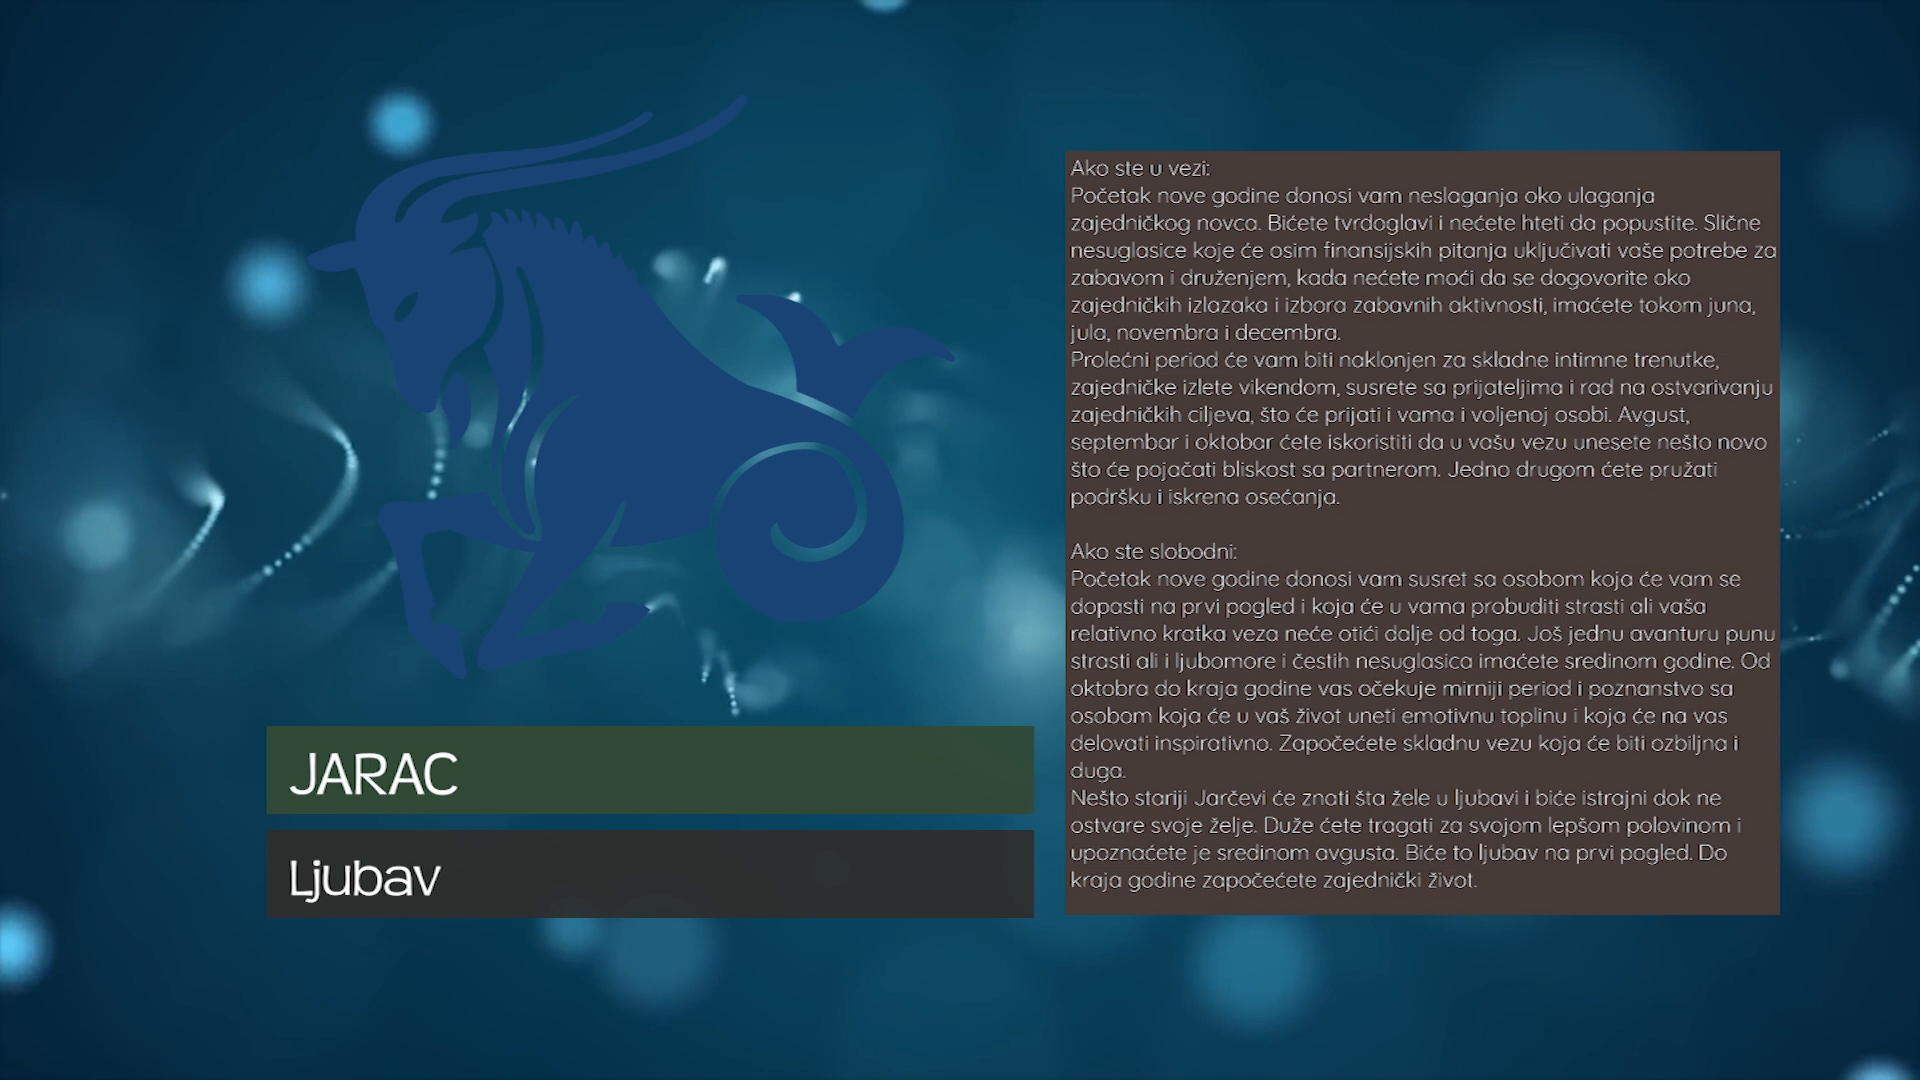 Ako ste u vezi:
Početak nove godine donosi vam neslaganja oko ulaganja
zajedničkog novca. Bićete tvrdoglavi i nećete hteti da popustite. Slične
nesuglasice koje će osim finansijskih pitanja uključivati vaše potrebe za
zabavom i druženjem, kada nećete moći da se dogovorite oko
zajedničkih izlazaka i izbora zabavnih aktivnosti, imaćete tokom juna,
jula, novembra i decembra.
Prolećni period će vam biti naklonjen za skladne intimne trenutke,
zajedničke izlete vikendom, susrete sa prijateljima i rad na ostvarivanju
zajedničkih ciljeva, što će prijati i vama i voljenoj osobi. Avgust,
septembar i oktobar ćete iskoristiti da u vašu vezu unesete nešto novo
što će pojačati bliskost sa partnerom. Jedno drugom ćete pružati
podršku i iskrena osećanja.

Ako ste slobodni:
Početak nove godine donosi vam susret sa osobom koja će vam se
dopasti na prvi pogled i koja će u vama probuditi strasti ali vaša
relativno kratka veza neće otići dalje od toga. Još jednu avanturu punu
strasti ali i ljubomore i čestih nesuglasica imaćete sredinom godine. Od
oktobra do kraja godine vas očekuje mirniji period i poznanstvo sa
osobom koja će u vaš život uneti emotivnu toplinu i koja će na vas
delovati inspirativno. Započećete skladnu vezu koja će biti ozbiljna i
duga.
Nešto stariji Jarčevi će znati šta žele u ljubavi i biće istrajni dok ne
ostvare svoje želje. Duže ćete tragati za svojom lepšom polovinom i
upoznaćete je sredinom avgusta. Biće to ljubav na prvi pogled. Do
kraja godine započećete zajednički život.
JARAC
Ljubav